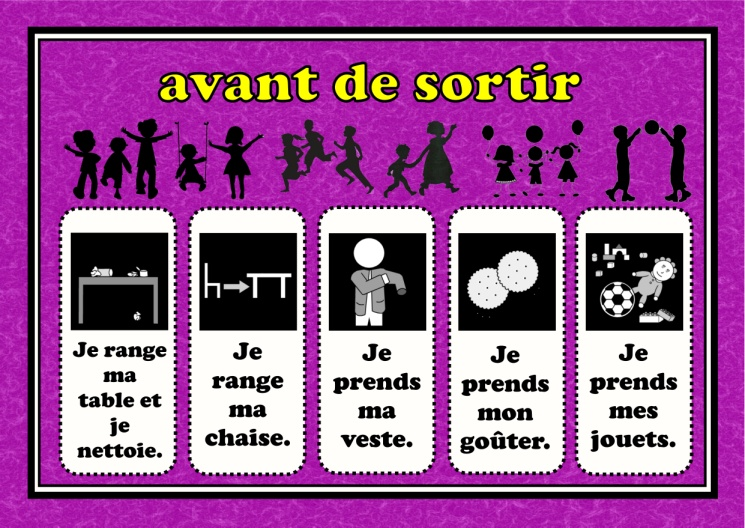 avant de sortir
Je range
ma
table et
je
nettoie.
Je
range
ma
chaise.
Je
prends
ma
veste.
Je
prends
mon
goûter.
Je
prends
mes
jouets.